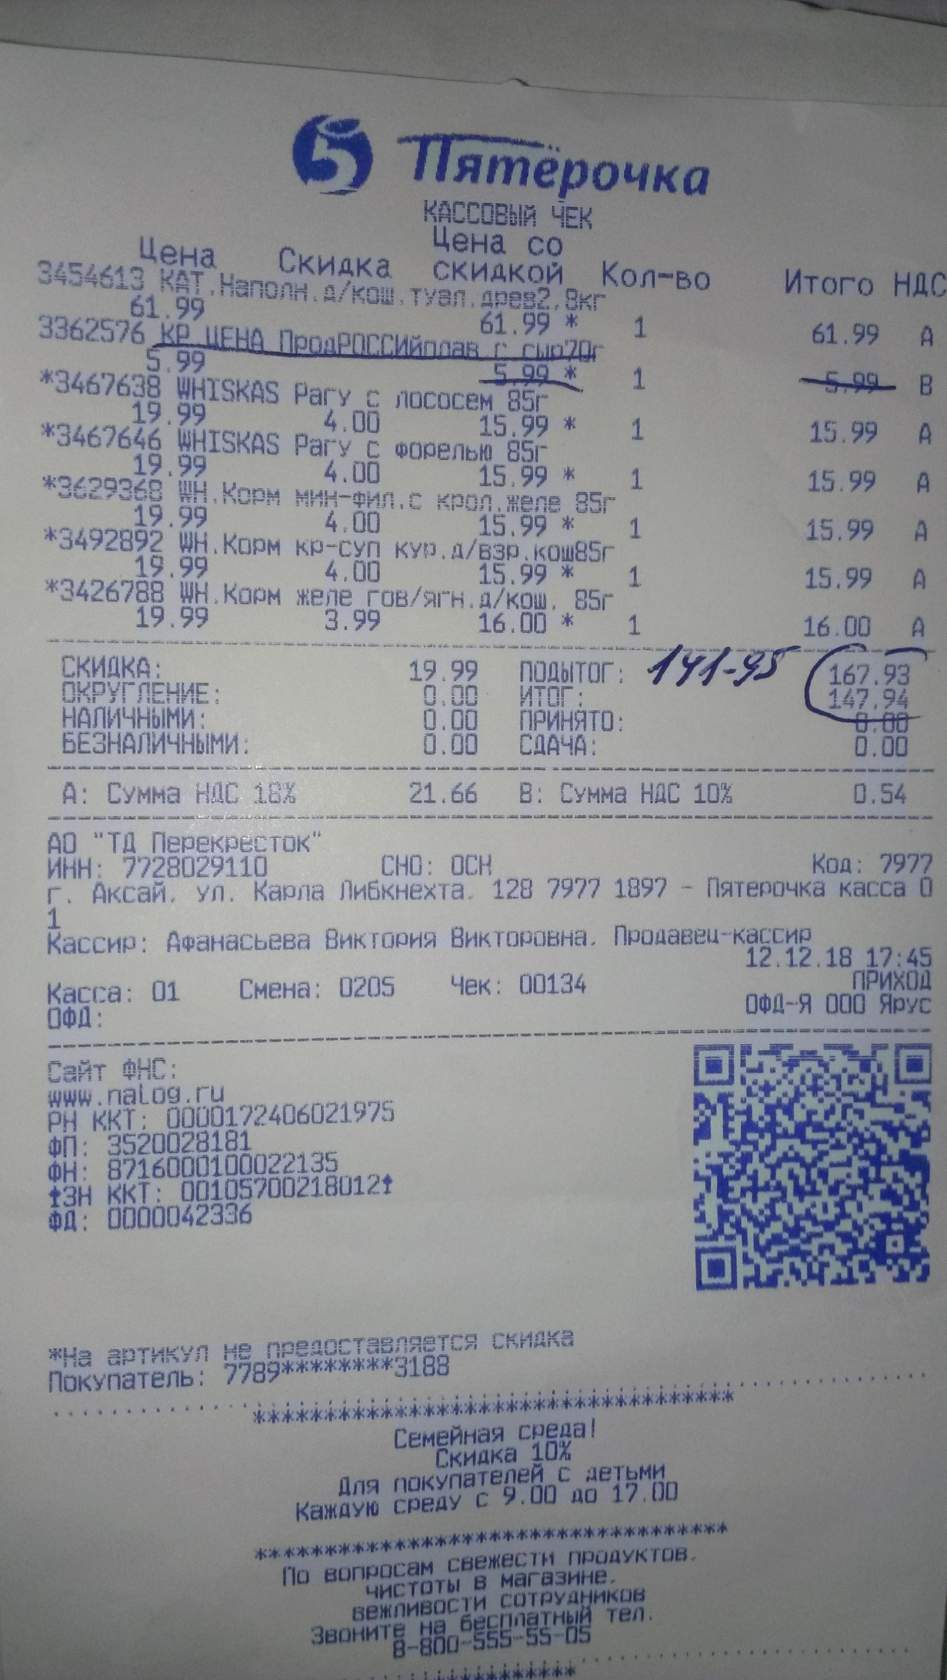 5 Пятёрочка
КАССОВЫЙ ЧЕК
Цена Скидка Цена со скидкой Кол-во Итого НДС
3454613 КАТ.Наполн.д/кош.туал.древ2,8кг
61.99 61.99 * 1 61.99 А
3362576 КР ЦЕНА ПродРОССИйплав с сыр70г
5.99 5.99 * 1 5.99 В
*3467638 WHISKAS Рагу с лососем 85г
19.99 4.00 15.99 * 1 15.99 А
*3467646 WHISKAS Рагу с форелью 85г
19.99 4.00 15.99 * 1 15.99 А
*3629368 WH.Корм мин-фил.с крол.желе 85г
19.99 4.00 15.99 * 1 15.99 А
*3492892 WH.Корм кр-суп кур.д/взр.кош85г
19.99 4.00 15.99 * 1 15.99 А
*3426788 WH.Корм желе гов/ягн.д/кош. 85г
19.99 3.99 16.00 * 1 16.00 А
СКИДКА: 19.99 ПОДЫТОГ: 141-95 167.93
ОКРУГЛЕНИЕ: 0.00 ИТОГ: 147.94
НАЛИЧНЫМИ: 0.00 ПРИНЯТО: 0.00
БЕЗНАЛИЧНЫМИ: 0.00 СДАЧА: 0.00
А: Сумма НДС 18% 21.66 В: Сумма НДС 10% 0.54
АО "ТД Перекресток"
ИНН: 7728029110 СНО: ОСН Код: 7977
г. Аксай, ул. Карла Либкнехта, 128 7977 1897 - Пятерочка касса 0
1
Кассир: Афанасьева Виктория Викторовна, Продавец-кассир
12.12.18 17:45
Касса: 01 Смена: 0205 Чек: 00134 ПРИХОД
ОФД: ОФД-Я ООО Ярус
Сайт ФНС:
www.nalog.ru
РН ККТ: 0000172406021975
ФП: 3520028181
ФН: 8716000100022135
ЗН ККТ: 00105700218012
ФД: 0000042336
*На артикул не предоставляется скидка
Покупатель: 7789********3188
*********************************
Семейная среда!
Скидка 10%
Для покупателей с детьми
Каждую среду с 9.00 до 17.00
*********************************
По вопросам свежести продуктов,
чистоты в магазине,
вежливости сотрудников
Звоните на бесплатный тел.
8-800-555-55-05